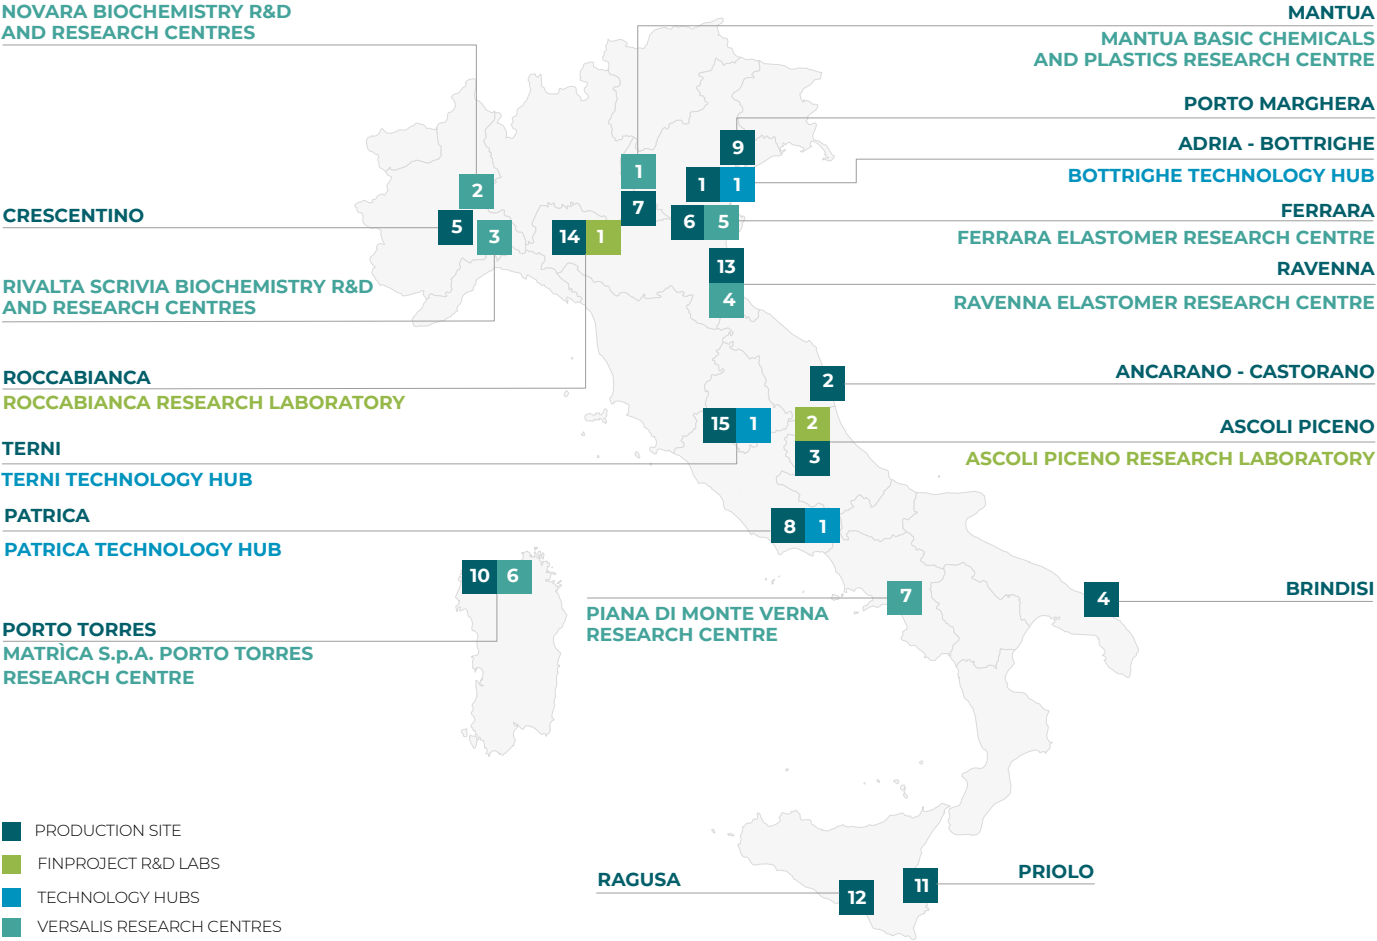 NOVARA BIOCHEMISTRY R&D
AND RESEARCH CENTRES
MANTUA
MANTUA BASIC CHEMICALS
AND PLASTICS RESEARCH CENTRE
PORTO MARGHERA
9
ADRIA - BOTTRIGHE
BOTTRIGHE TECHNOLOGY HUB
1
1 1
2
7
CRESCENTINO
5
3
14 1
6 5
FERRARA
FERRARA ELASTOMER RESEARCH CENTRE
13
RAVENNA
4
RAVENNA ELASTOMER RESEARCH CENTRE
RIVALTA SCRIVIA BIOCHEMISTRY R&D
AND RESEARCH CENTRES
ROCCABIANCA
ROCCABIANCA RESEARCH LABORATORY
2
ANCARANO - CASTORANO
15 1
2
3
ASCOLI PICENO
ASCOLI PICENO RESEARCH LABORATORY
TERNI
TERNI TECHNOLOGY HUB
PATRICA
PATRICA TECHNOLOGY HUB
8 1
10 6
PORTO TORRES
MATRÌCA S.p.A. PORTO TORRES
RESEARCH CENTRE
7
PIANA DI MONTE VERNA
RESEARCH CENTRE
4
BRINDISI
RAGUSA
12
11
PRIOLO
PRODUCTION SITE
FINPROJECT R&D LABS
TECHNOLOGY HUBS
VERSALIS RESEARCH CENTRES